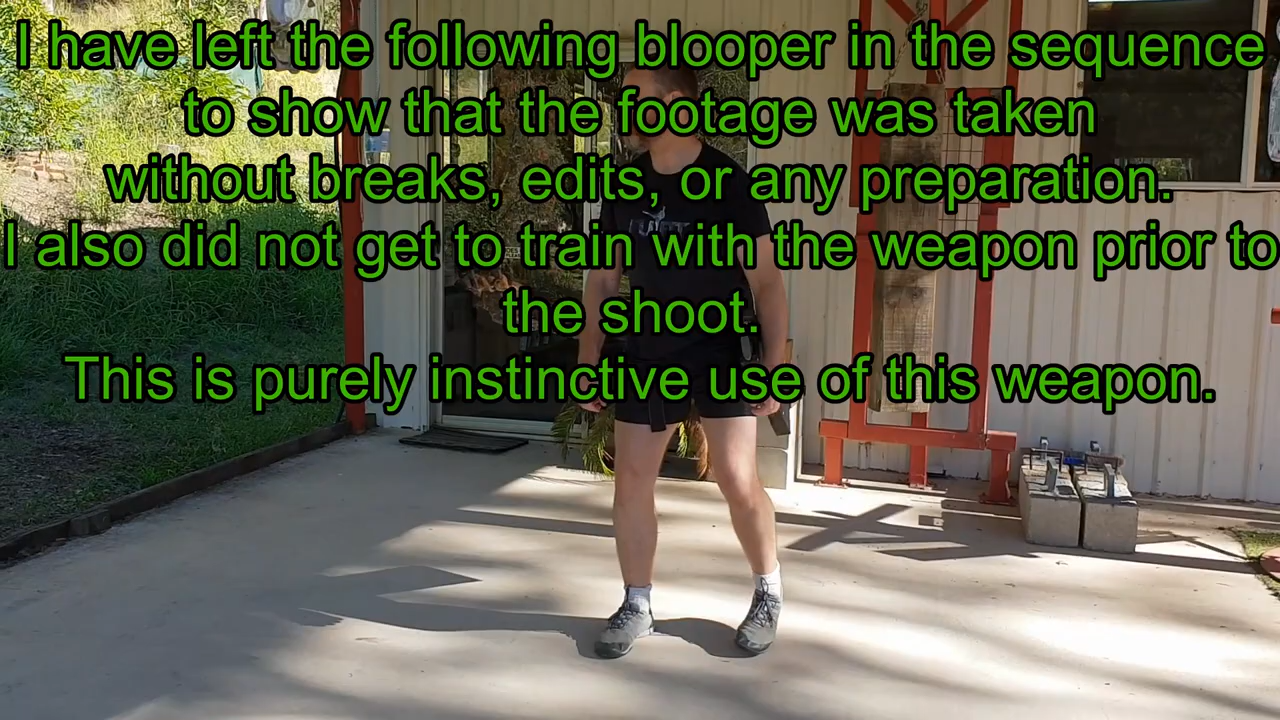 I have left the following blooper in the sequence
to show that the footage was taken
without breaks, edits, or any preparation.
I also did not get to train with the weapon prior to
the shoot.
This is purely instinctive use of this weapon.